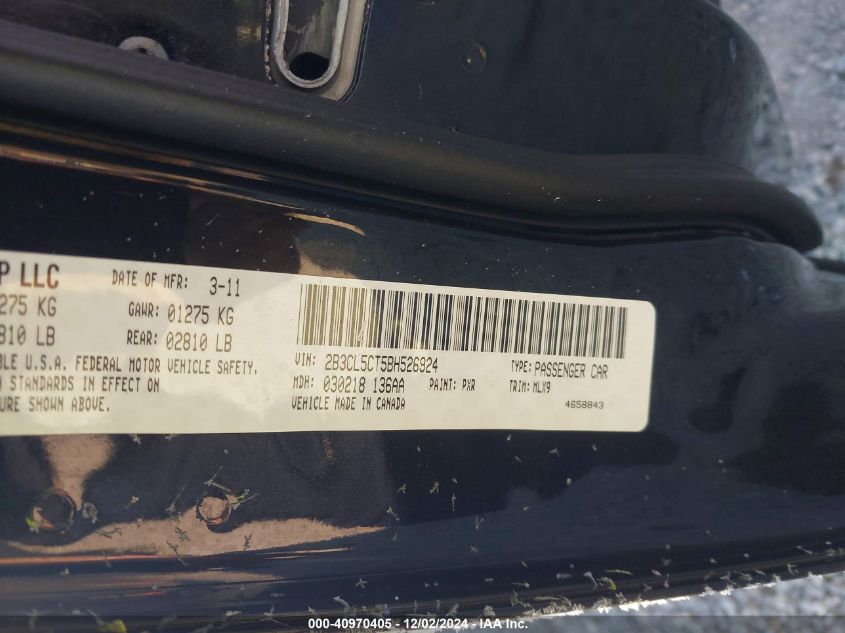 P LLC
DATE OF MFR: 3-11
275 KG
GAWR: 01275 KG
810 LB
REAR: 02810 LB
BLE U.S.A. FEDERAL MOTOR VEHICLE SAFETY,
STANDARDS IN EFFECT ON
URE SHOWN ABOVE.
VIN: 2B3CL5CT5BH526924
TYPE: PASSENGER CAR
MDH: 030218 136AA
PAINT: PXR
TRIM: MLX9
VEHICLE MADE IN CANADA
4658843
000-40970405 - 12/02/2024 - IAA Inc.